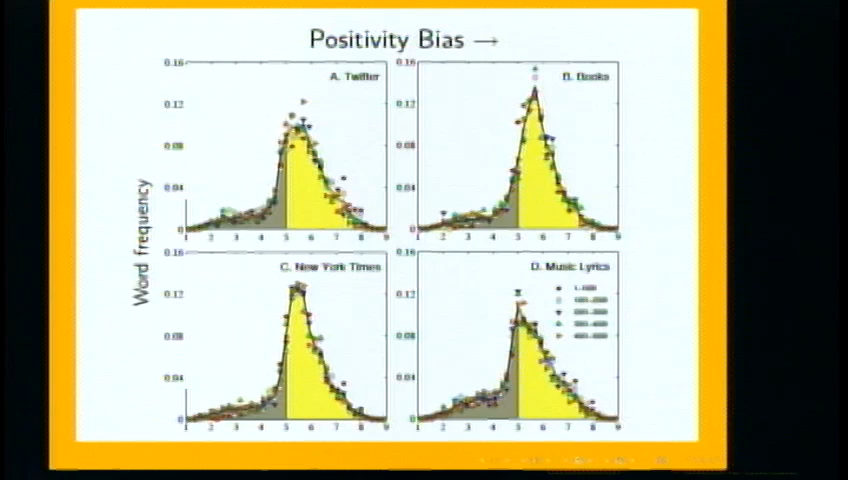 Positivity Bias →
0.16
A. Twitter
0.12
0.08
0.04
0
1 2 3 4 5 6 7 8 9
0.16
B. Books
0.12
0.08
0.04
0
1 2 3 4 5 6 7 8 9
Word frequency
0.16
C. New York Times
0.12
0.08
0.04
0
1 2 3 4 5 6 7 8 9
0.16
D. Music Lyrics
0.12
0.08
0.04
0
1 2 3 4 5 6 7 8 9